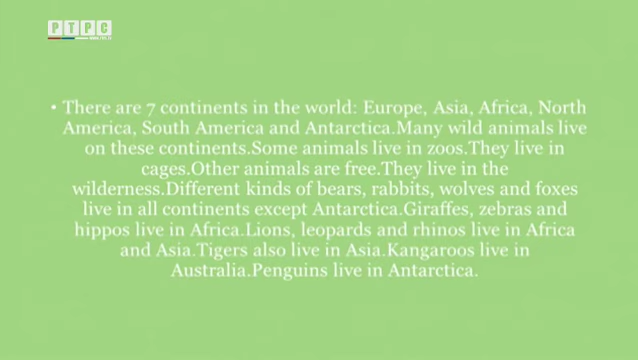 РТРС
• There are 7 continents in the world: Europe, Asia, Africa, North
America, South America and Antarctica.Many wild animals live
on these continents.Some animals live in zoos.They live in
cages.Other animals are free.They live in the
wilderness.Different kinds of bears, rabbits, wolves and foxes
live in all continents except Antarctica.Giraffes, zebras and
hippos live in Africa.Lions, leopards and rhinos live in Africa
and Asia.Tigers also live in Asia.Kangaroos live in
Australia.Penguins live in Antarctica.